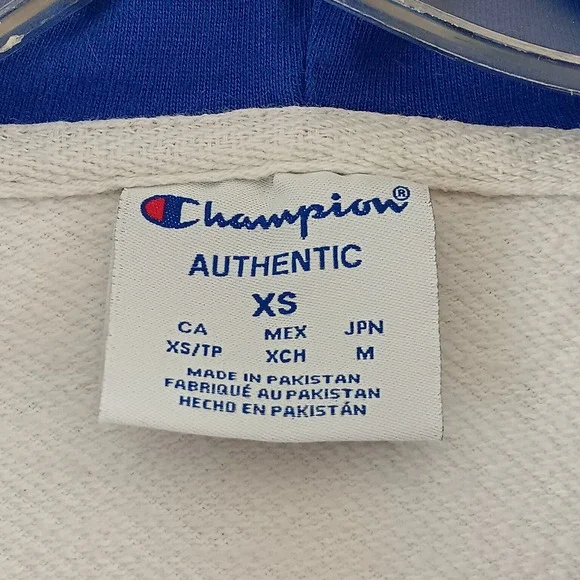 Champion®
AUTHENTIC
XS
CA MEX JPN
XS/TP XCH M
MADE IN PAKISTAN
FABRIQUÉ AU PAKISTAN
HECHO EN PAKISTÁN